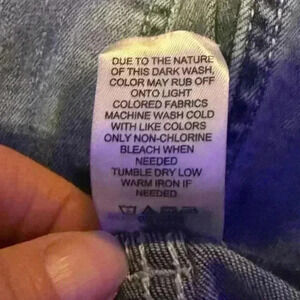 DUE TO THE NATURE
OF THIS DARK WASH,
COLOR MAY RUB OFF
ONTO LIGHT
COLORED FABRICS
MACHINE WASH COLD
WITH LIKE COLORS
ONLY NON-CHLORINE
BLEACH WHEN
NEEDED
TUMBLE DRY LOW
WARM IRON IF
NEEDED